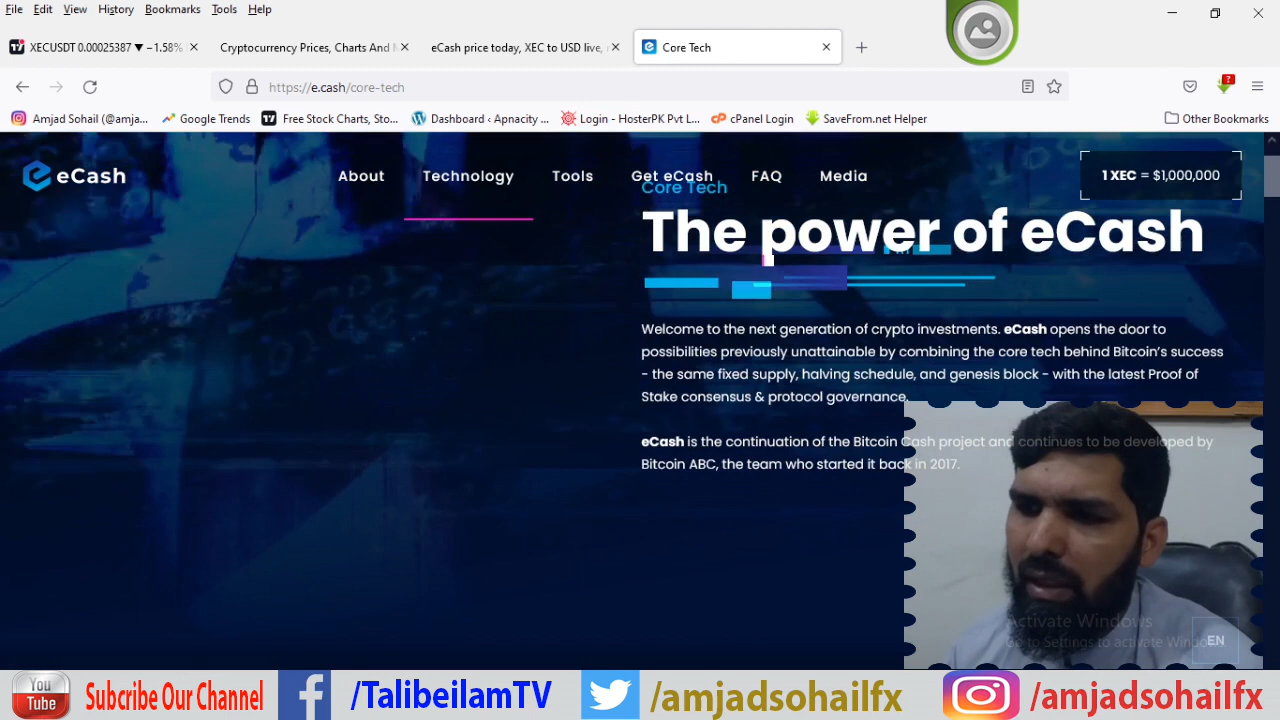 File Edit View History Bookmarks Tools Help
XECUSDT 0.00025387 ▼ −1.58%
Cryptocurrency Prices, Charts And
eCash price today, XEC to USD live,
Core Tech
https://e.cash/core-tech
Amjad Sohail (@amja...
Google Trends
Free Stock Charts, Sto...
Dashboard ‹ Apnacity ...
Login - HosterPK Pvt L...
cPanel Login
SaveFrom.net Helper
Other Bookmarks
eCash
About Technology Tools Get eCash FAQ Media
1 XEC = $1,000,000
Core Tech
The power of eCash
Welcome to the next generation of crypto investments. eCash opens the door to
possibilities previously unattainable by combining the core tech behind Bitcoin's success
- the same fixed supply, halving schedule, and genesis block - with the latest Proof of
Stake consensus & protocol governance.
eCash is the continuation of the Bitcoin Cash project and continues to be developed by
Bitcoin ABC, the team who started it back in 2017.
Activate Windows
Go to Settings to activate Windows.
EN
You
Tube
Subcribe Our Channel
/TalibeilamTV
/amjadsohailfx
/amjadsohailfx